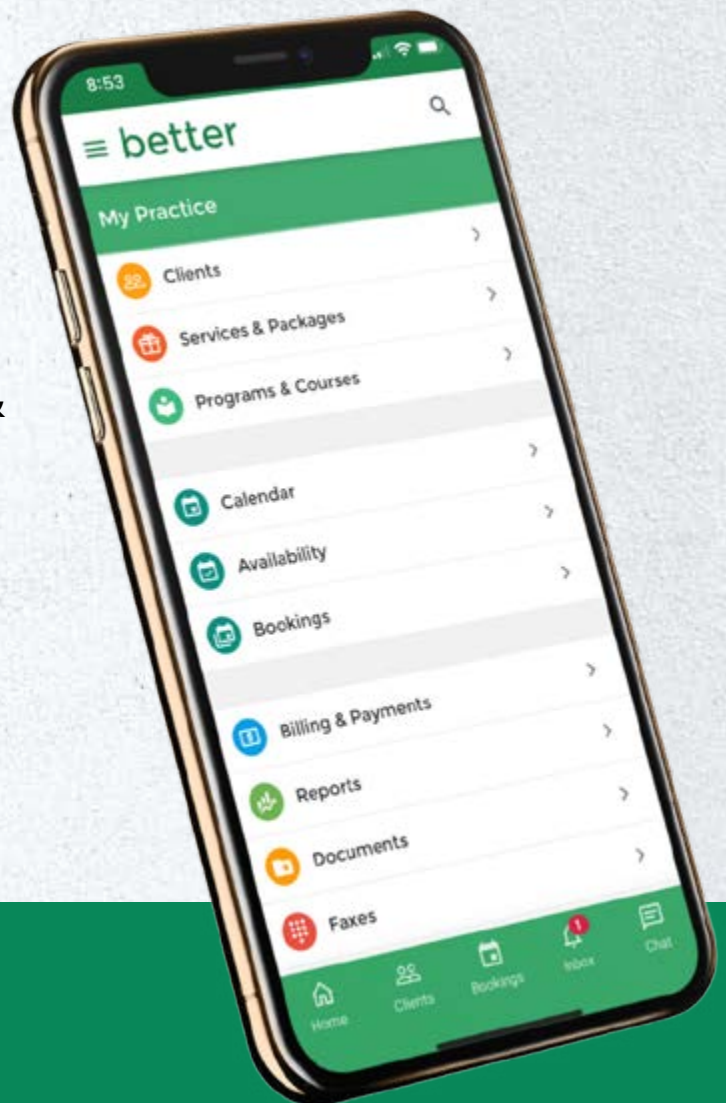 8:53
better
My Practice
Clients
Services & Packages
Programs & Courses
&
Calendar
Availability
Bookings
Billing & Payments
Reports
Documents
Faxes
1
Home
Clients
Bookings
Inbox
Chat